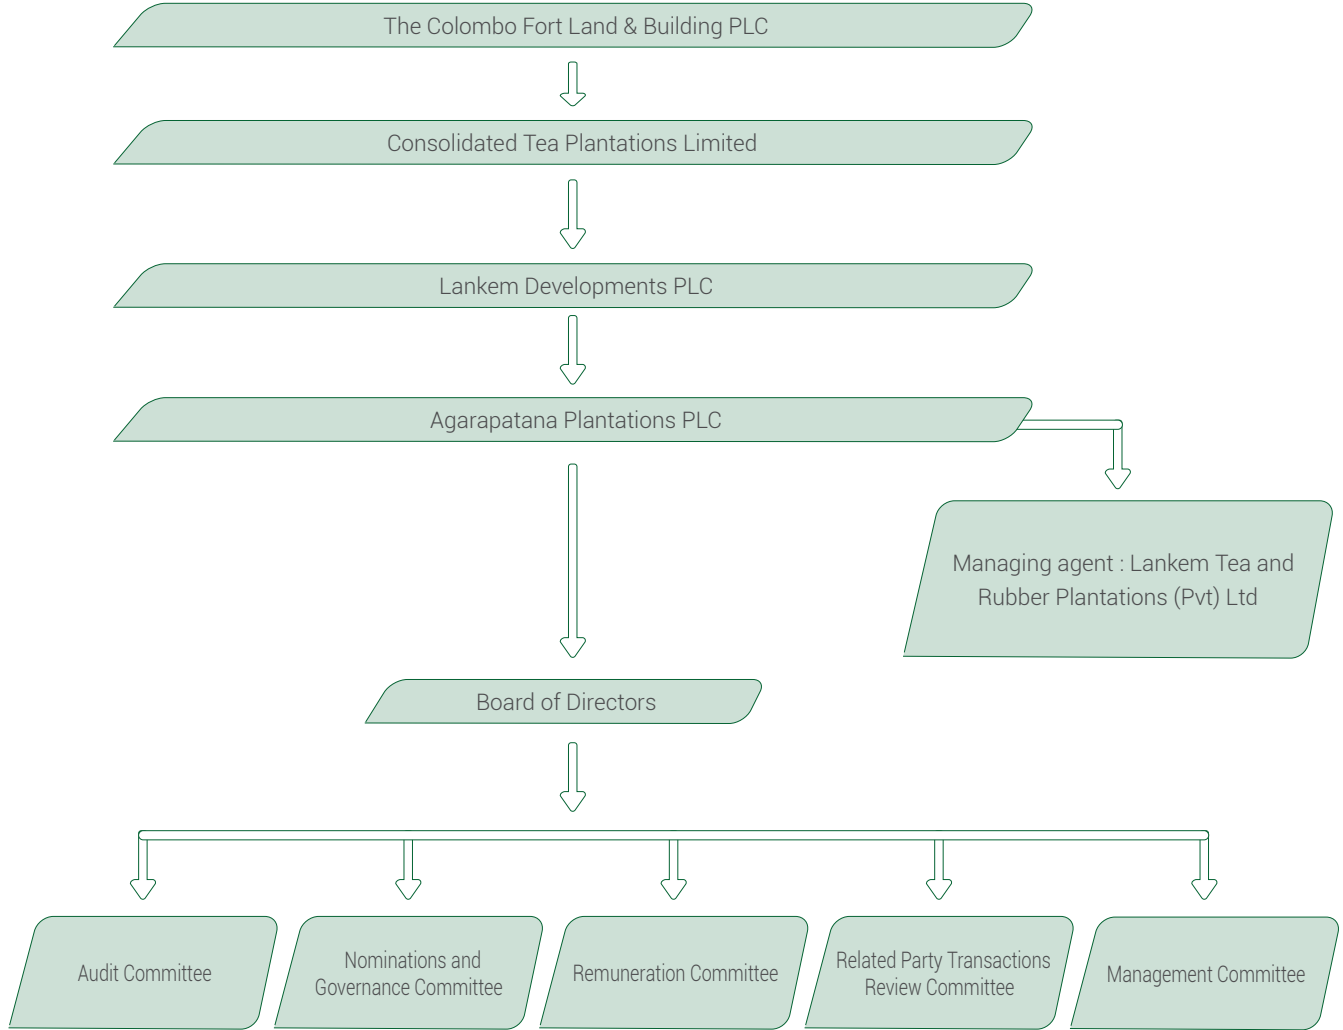 The Colombo Fort Land & Building PLC
Consolidated Tea Plantations Limited
Lankem Developments PLC
Agarapatana Plantations PLC
Managing agent : Lankem Tea and
Rubber Plantations (Pvt) Ltd
Board of Directors
Audit Committee
Nominations and
Governance Committee
Remuneration Committee
Related Party Transactions
Review Committee
Management Committee